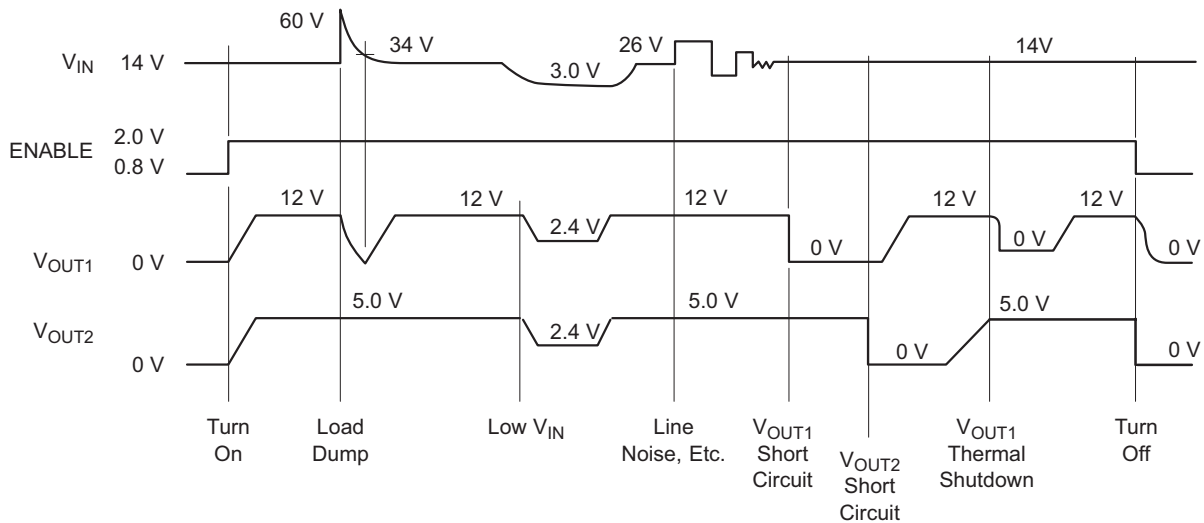 60 V
34 V
26 V
14V
V_IN 14 V
3.0 V
2.0 V
ENABLE
0.8 V
12 V 12 V 12 V 12 V 12 V
2.4 V
0 V 0 V 0 V
V_OUT1 0 V
5.0 V 5.0 V 5.0 V
V_OUT2
2.4 V
0 V 0 V
0 V
Turn
On
Load
Dump
Low V_IN
Line
Noise, Etc.
V_OUT1
Short
Circuit
V_OUT2
Short
Circuit
V_OUT1
Thermal
Shutdown
Turn
Off